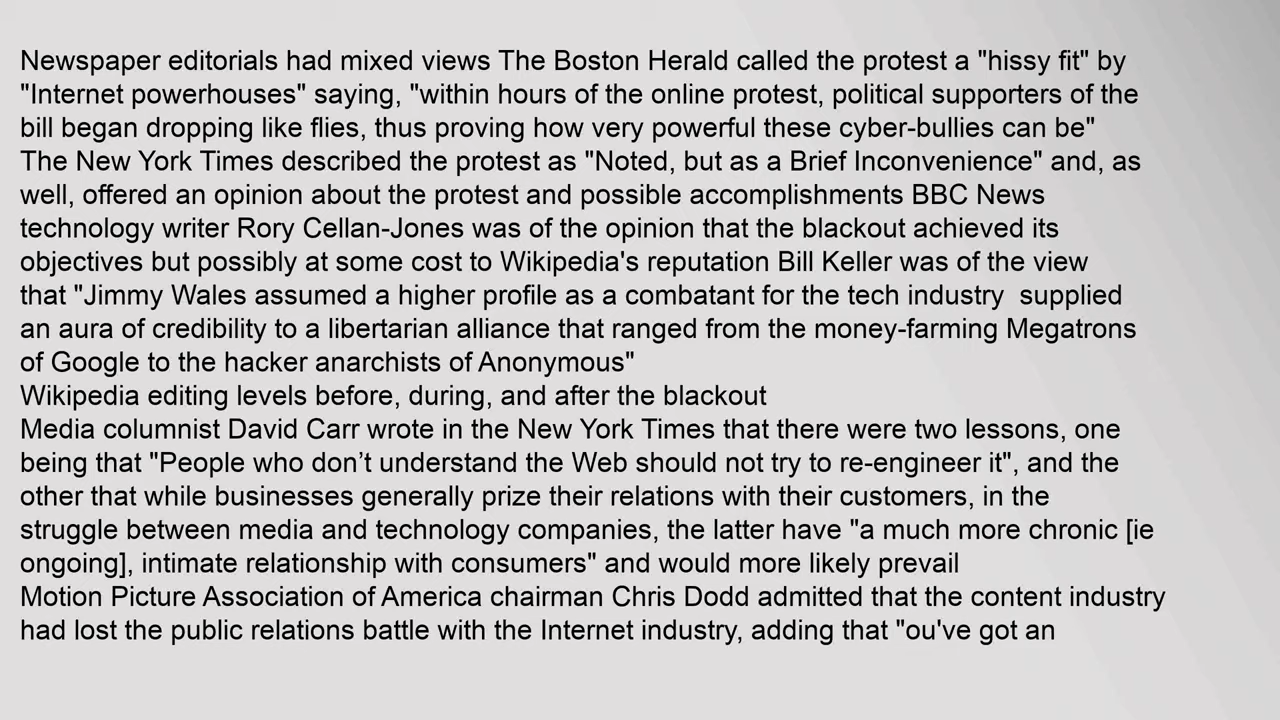 Newspaper editorials had mixed views The Boston Herald called the protest a "hissy fit" by
"Internet powerhouses" saying, "within hours of the online protest, political supporters of the
bill began dropping like flies, thus proving how very powerful these cyber-bullies can be"
The New York Times described the protest as "Noted, but as a Brief Inconvenience" and, as
well, offered an opinion about the protest and possible accomplishments BBC News
technology writer Rory Cellan-Jones was of the opinion that the blackout achieved its
objectives but possibly at some cost to Wikipedia's reputation Bill Keller was of the view
that "Jimmy Wales assumed a higher profile as a combatant for the tech industry  supplied
an aura of credibility to a libertarian alliance that ranged from the money-farming Megatrons
of Google to the hacker anarchists of Anonymous"
Wikipedia editing levels before, during, and after the blackout
Media columnist David Carr wrote in the New York Times that there were two lessons, one
being that "People who don’t understand the Web should not try to re-engineer it", and the
other that while businesses generally prize their relations with their customers, in the
struggle between media and technology companies, the latter have "a much more chronic [ie
ongoing], intimate relationship with consumers" and would more likely prevail
Motion Picture Association of America chairman Chris Dodd admitted that the content industry
had lost the public relations battle with the Internet industry, adding that "ou've got an